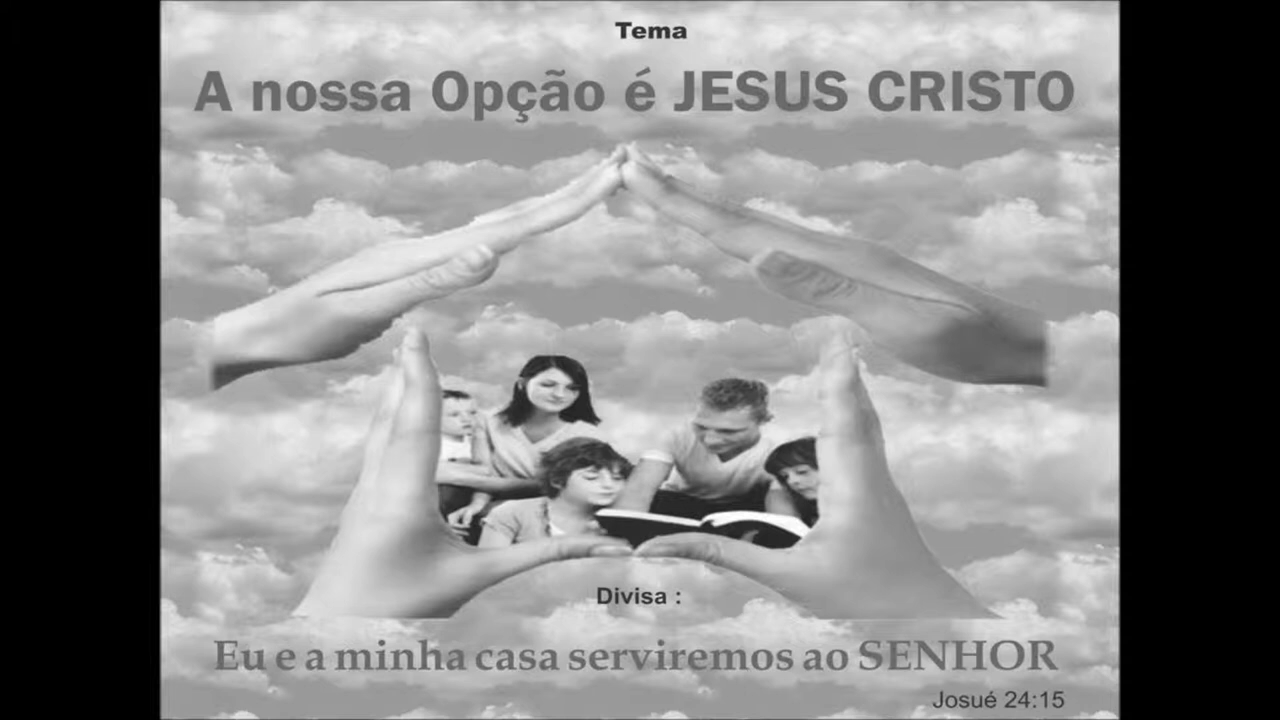 Tema
A nossa Opção é JESUS CRISTO
Divisa :
Eu e a minha casa serviremos ao SENHOR
Josué 24:15